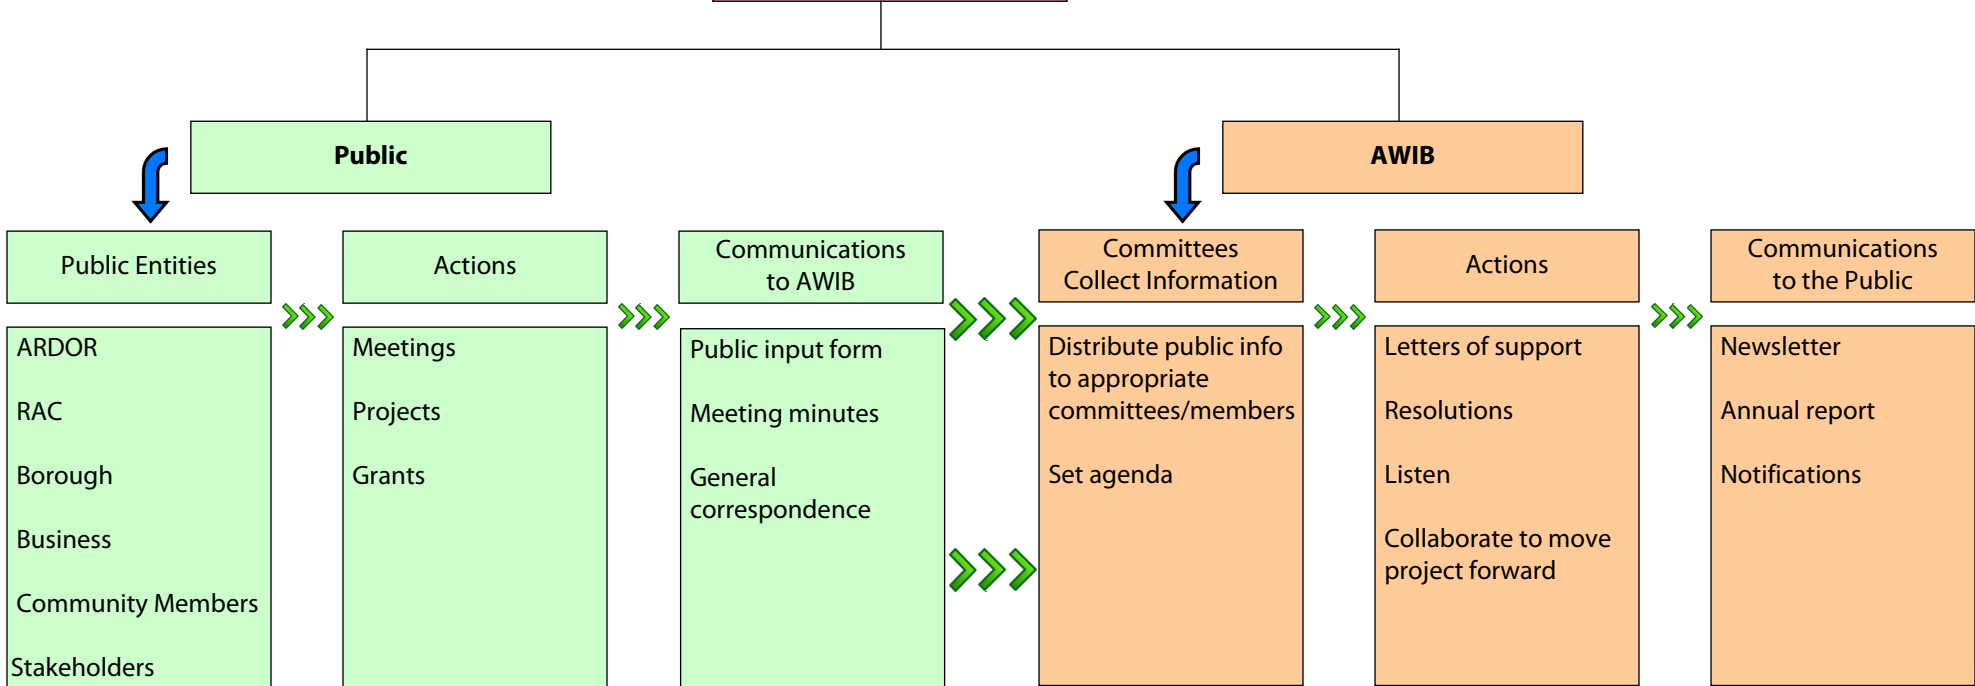 Public
AWIB
Public Entities
Actions
Communications
to AWIB
Committees
Collect Information
Actions
Communications
to the Public
ARDOR
RAC
Borough
Business
Community Members
Stakeholders
Meetings
Projects
Grants
Public input form
Meeting minutes
General
correspondence
Distribute public info
to appropriate
committees/members
Set agenda
Letters of support
Resolutions
Listen
Collaborate to move
project forward
Newsletter
Annual report
Notifications